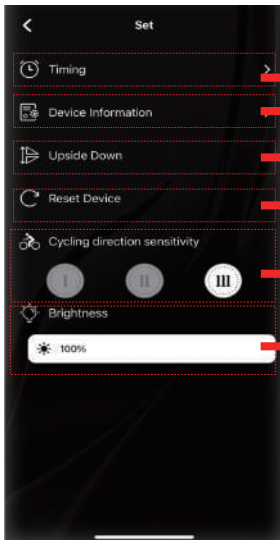 Set
Timing
Device Information
Upside Down
Reset Device
Cycling direction sensitivity
I II III
Brightness
100%